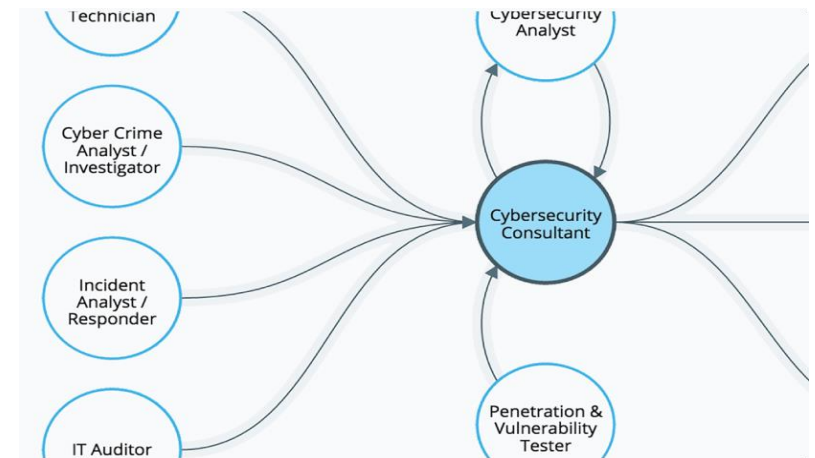 Technician
Cyber Crime
Analyst /
Investigator
Incident
Analyst /
Responder
IT Auditor
Cybersecurity
Analyst
Cybersecurity
Consultant
Penetration &
Vulnerability
Tester